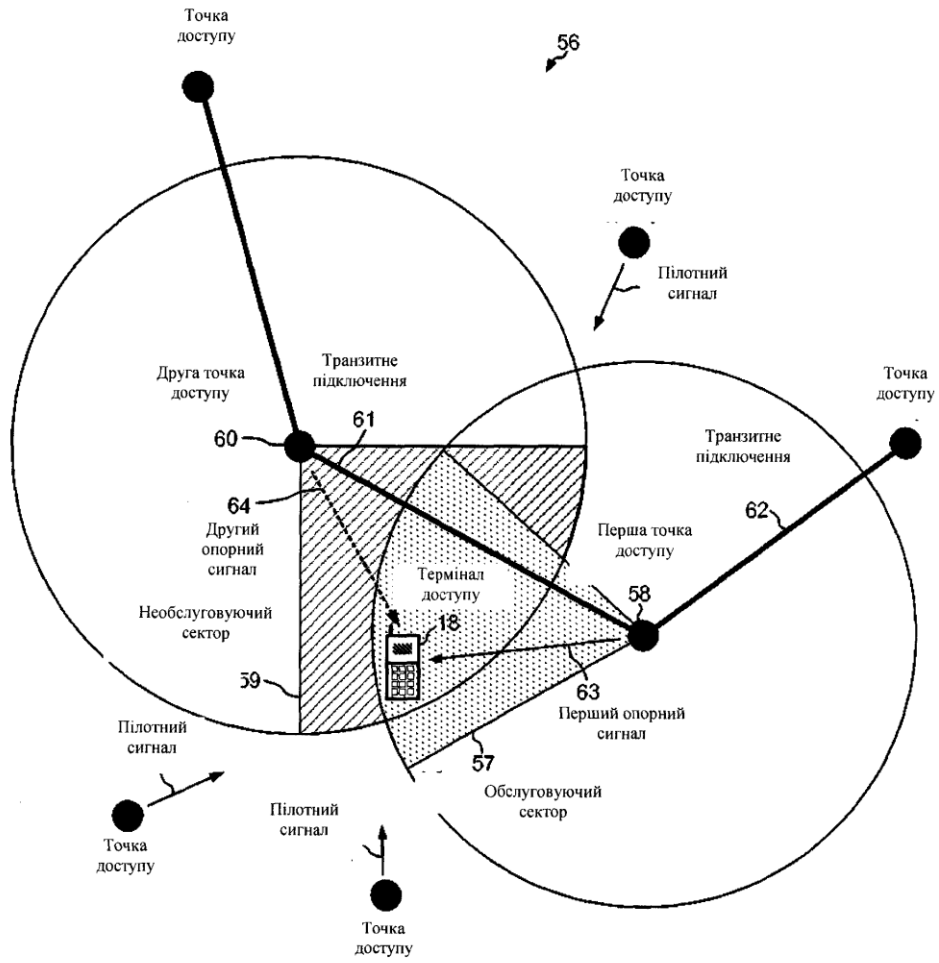 Точка
доступу
56
Точка
доступу
Пілотний
сигнал
Друга точка
доступу
Транзитне
підключення
Точка
доступу
60
61
Транзитне
підключення
64
62
Другий
опорний
сигнал
Перша точка
доступу
Термінал
доступу
58
Необслуговуючий
сектор
18
59
63
Перший опорний
сигнал
Пілотний
сигнал
57
Обслуговуючий
сектор
Пілотний
сигнал
Точка
доступу
Точка
доступу